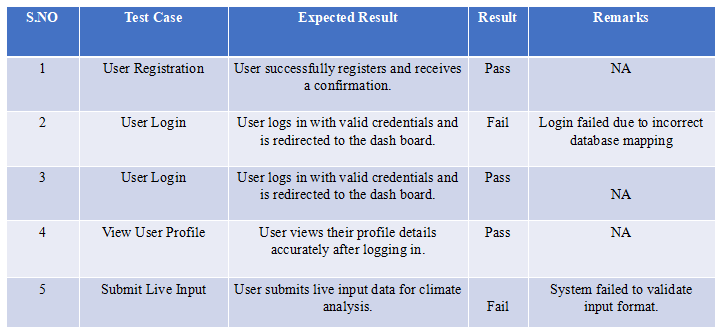 S.NO Test Case Expected Result Result Remarks
1 User Registration User successfully registers and receives Pass NA
a confirmation.
2 User Login User logs in with valid credentials and Fail Login failed due to incorrect
is redirected to the dash board. database mapping
3 User Login User logs in with valid credentials and Pass
is redirected to the dash board. NA
4 View User Profile User views their profile details Pass NA
accurately after logging in.
5 Submit Live Input User submits live input data for climate System failed to validate
analysis. Fail input format.